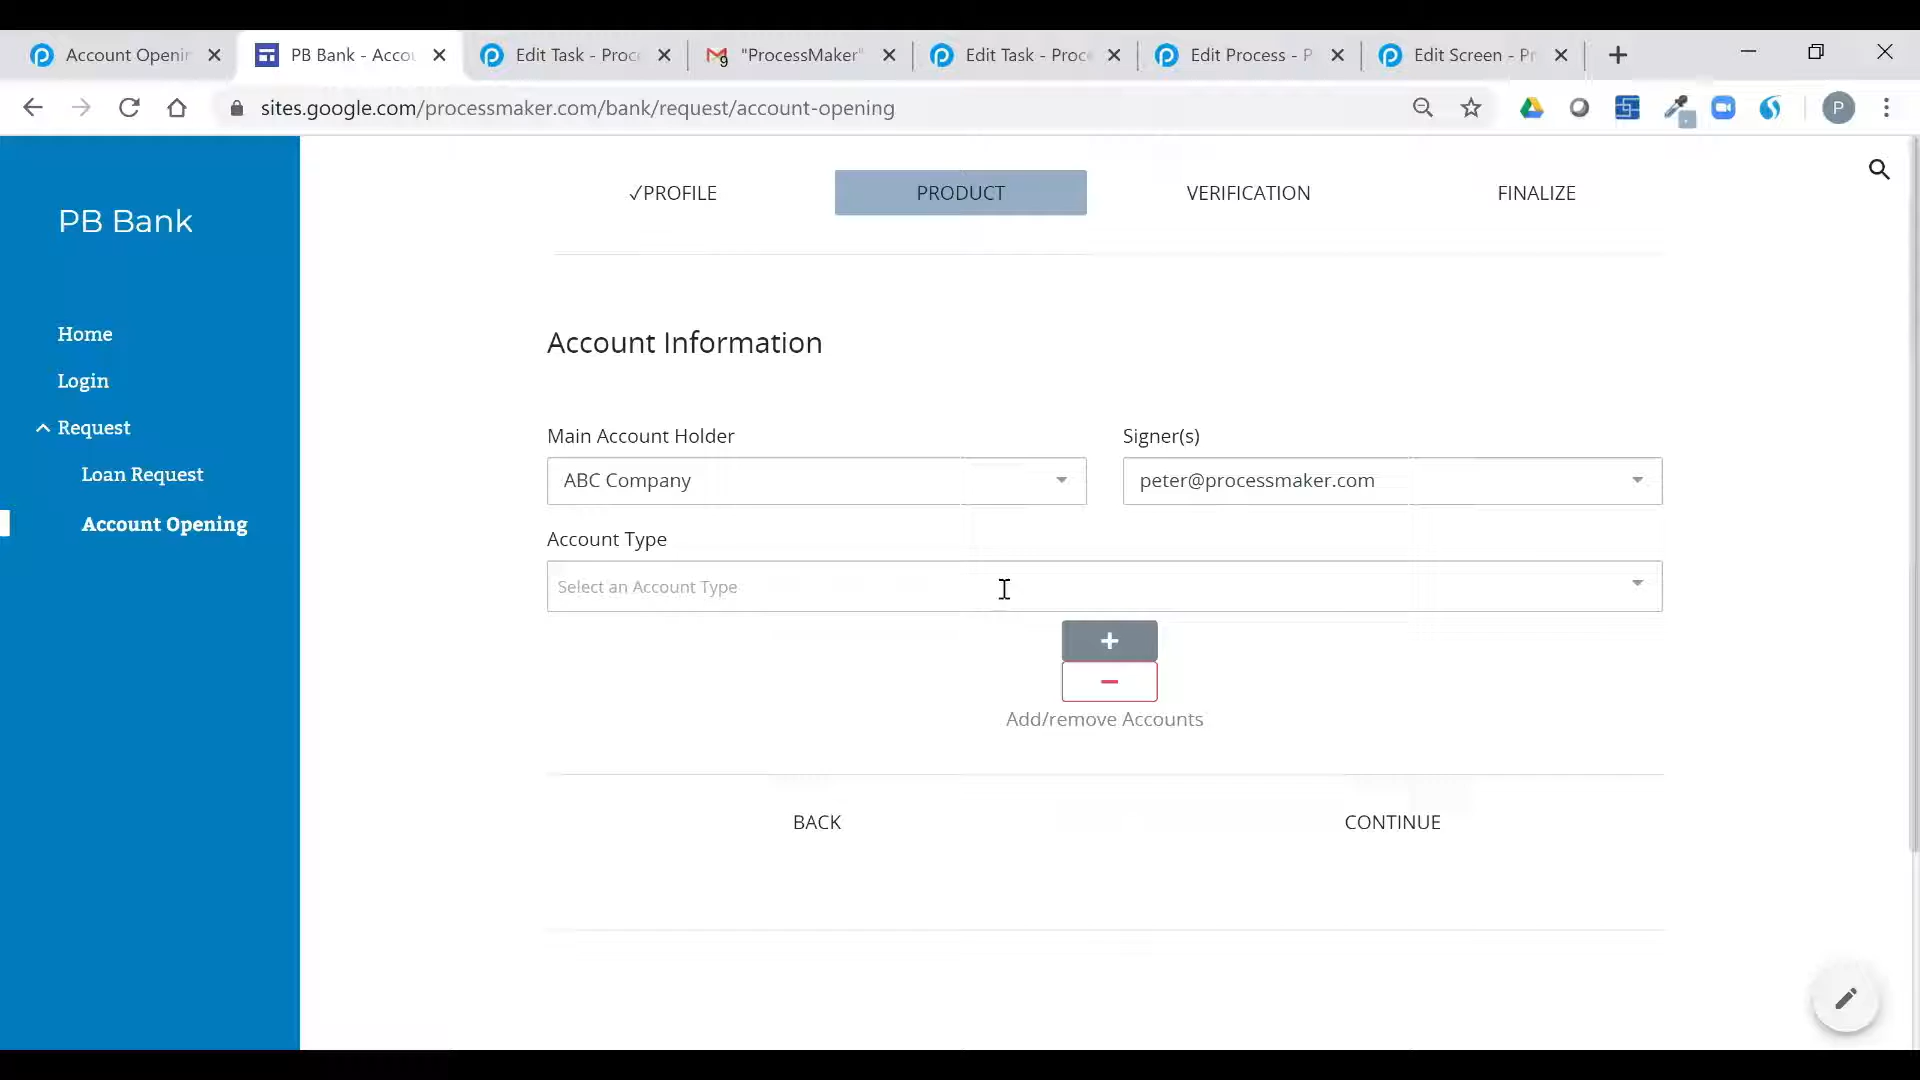 Account Openin
PB Bank - Accou
Edit Task - Proc
"ProcessMaker"
Edit Task - Proc
Edit Process - P
Edit Screen - Pr
sites.google.com/processmaker.com/bank/request/account-opening
P
PB Bank
Home
Login
Request
Loan Request
Account Opening
✓PROFILE
PRODUCT
VERIFICATION
FINALIZE
Account Information
Main Account Holder
Signer(s)
ABC Company
peter@processmaker.com
Account Type
Select an Account Type
+
−
Add/remove Accounts
BACK
CONTINUE